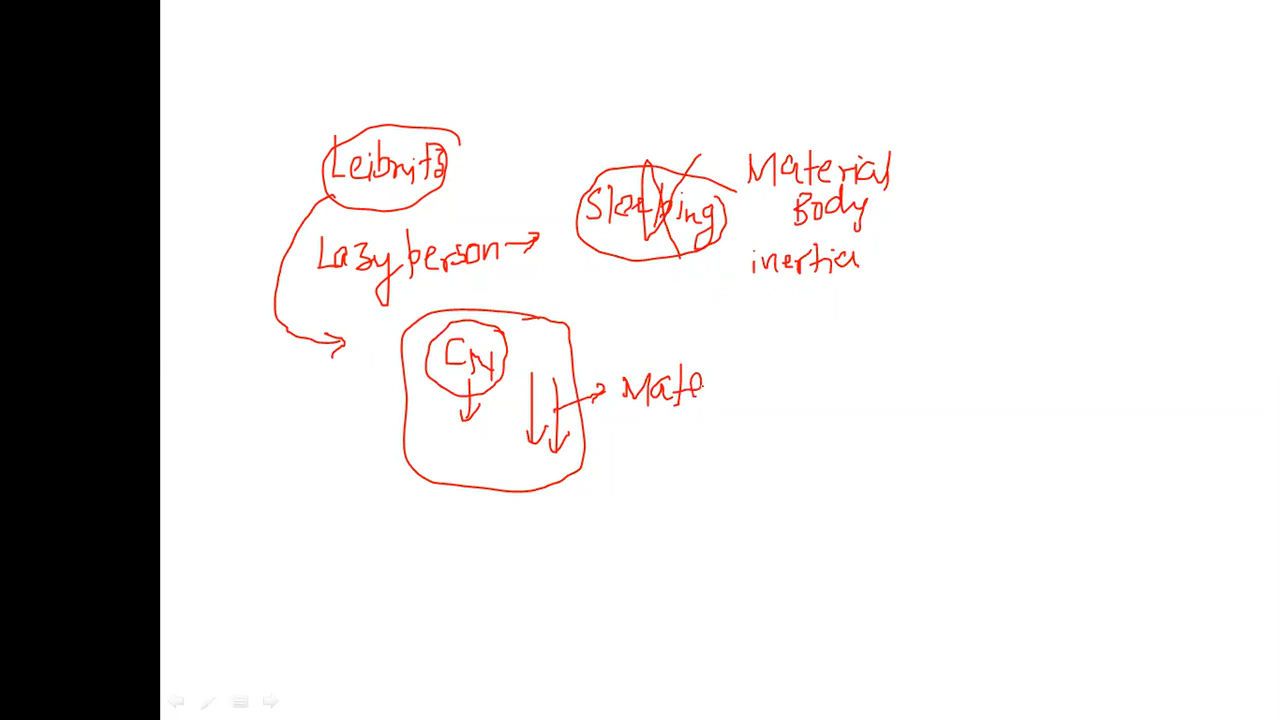 Leibnitz
Lazy person →
Sleeping
Material
Body
inertia
CM
Mate